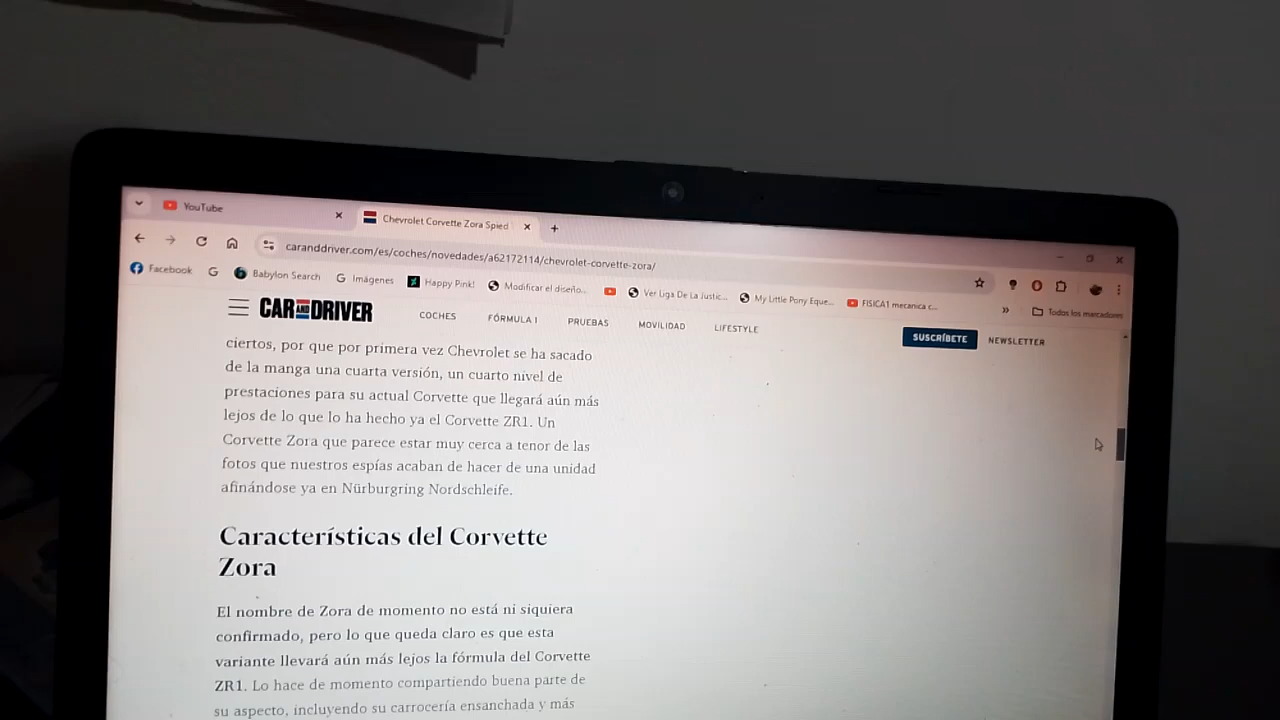 YouTube
Chevrolet Corvette Zora Spied
caranddriver.com/es/coches/novedades/a62172114/chevrolet-corvette-zora/
Facebook
Babylon Search
Imágenes
Happy Pink!
Modificar el diseño...
Ver Liga De La Justic...
My Little Pony Eque...
FISICA1 mecanica c...
Todos los marcadores
CAR AND DRIVER
COCHES
FÓRMULA 1
PRUEBAS
MOVILIDAD
LIFESTYLE
SUSCRÍBETE
NEWSLETTER
ciertos, por que por primera vez Chevrolet se ha sacado
de la manga una cuarta versión, un cuarto nivel de
prestaciones para su actual Corvette que llegará aún más
lejos de lo que lo ha hecho ya el Corvette ZR1. Un
Corvette Zora que parece estar muy cerca a tenor de las
fotos que nuestros espías acaban de hacer de una unidad
afinándose ya en Nürburgring Nordschleife.
Características del Corvette
Zora
El nombre de Zora de momento no está ni siquiera
confirmado, pero lo que queda claro es que esta
variante llevará aún más lejos la fórmula del Corvette
ZR1. Lo hace de momento compartiendo buena parte de
su aspecto, incluyendo su carrocería ensanchada y más